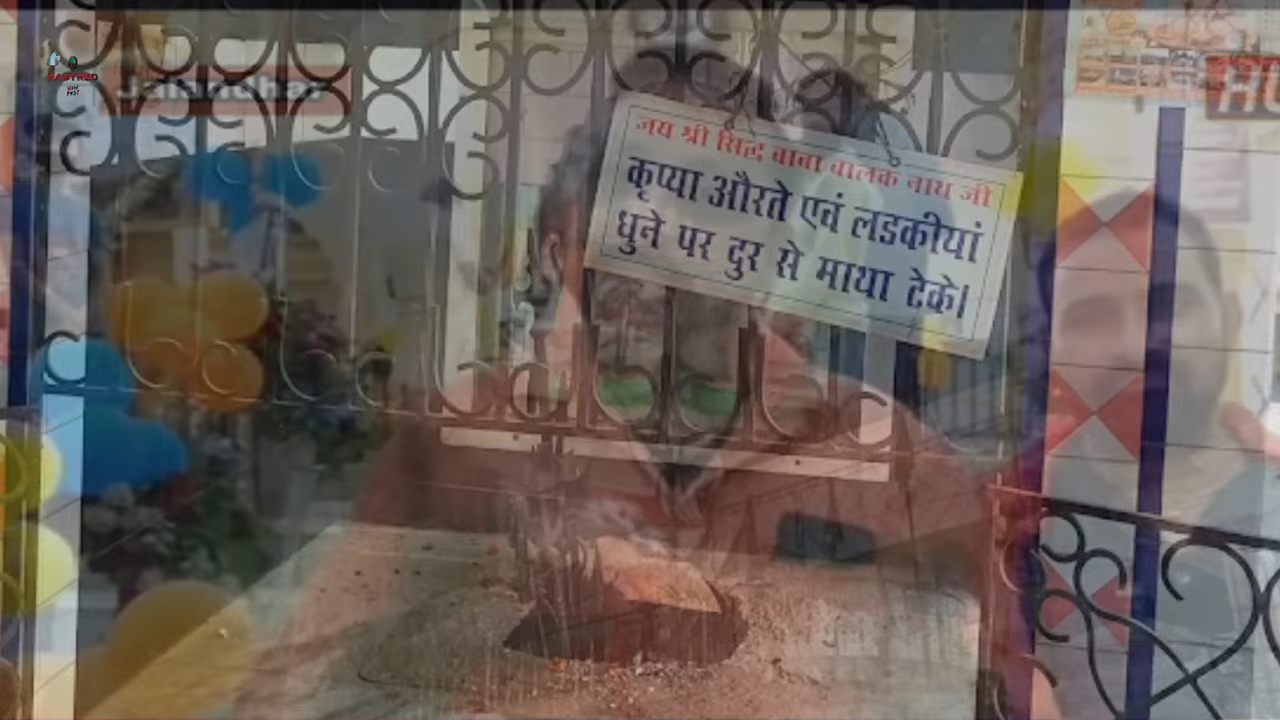 Jalandhar
जय श्री सिद्ध बाबा बालक नाथ जी
कृप्या औरते एवं लडकीयां
धुने पर दुर से माथा टेके।